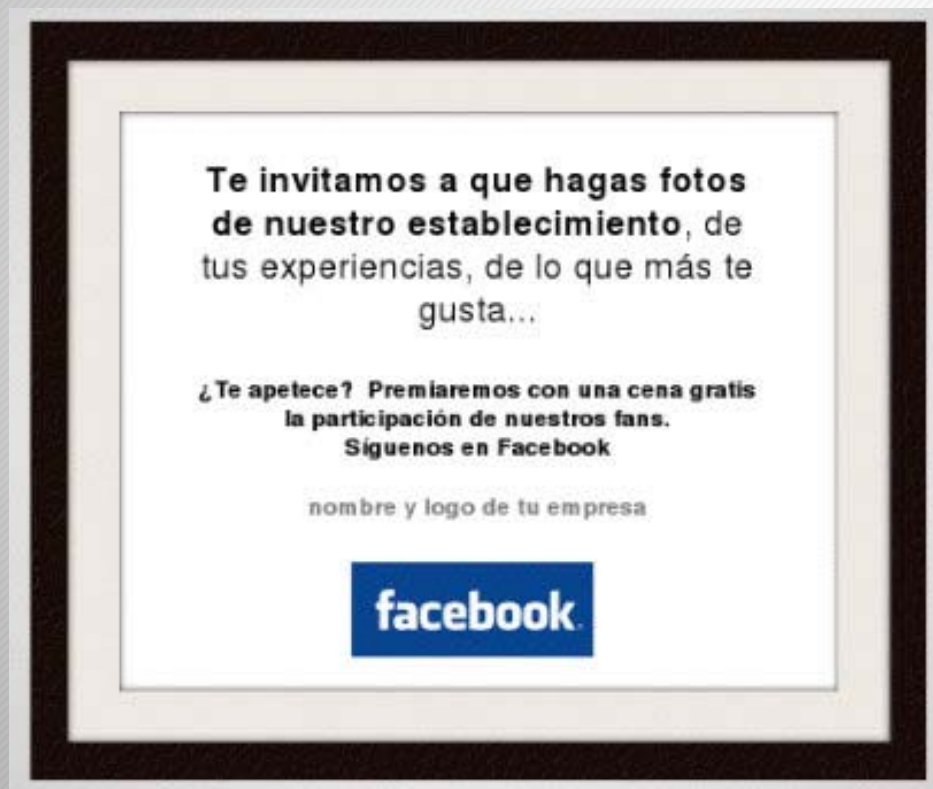 Te invitamos a que hagas fotos
de nuestro establecimiento, de
tus experiencias, de lo que más te
gusta...
¿Te apetece? Premiaremos con una cena gratis
la participación de nuestros fans.
Síguenos en Facebook
nombre y logo de tu empresa
facebook.